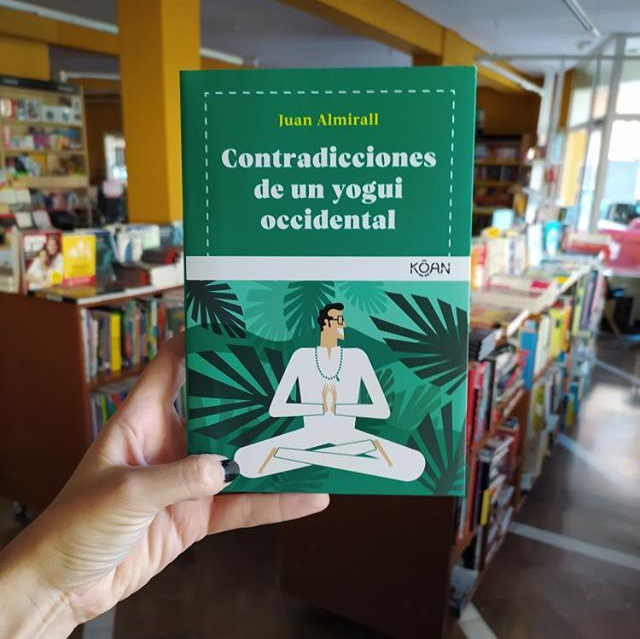 Juan Almirall
Contradicciones
de un yogui
occidental
KŌAN